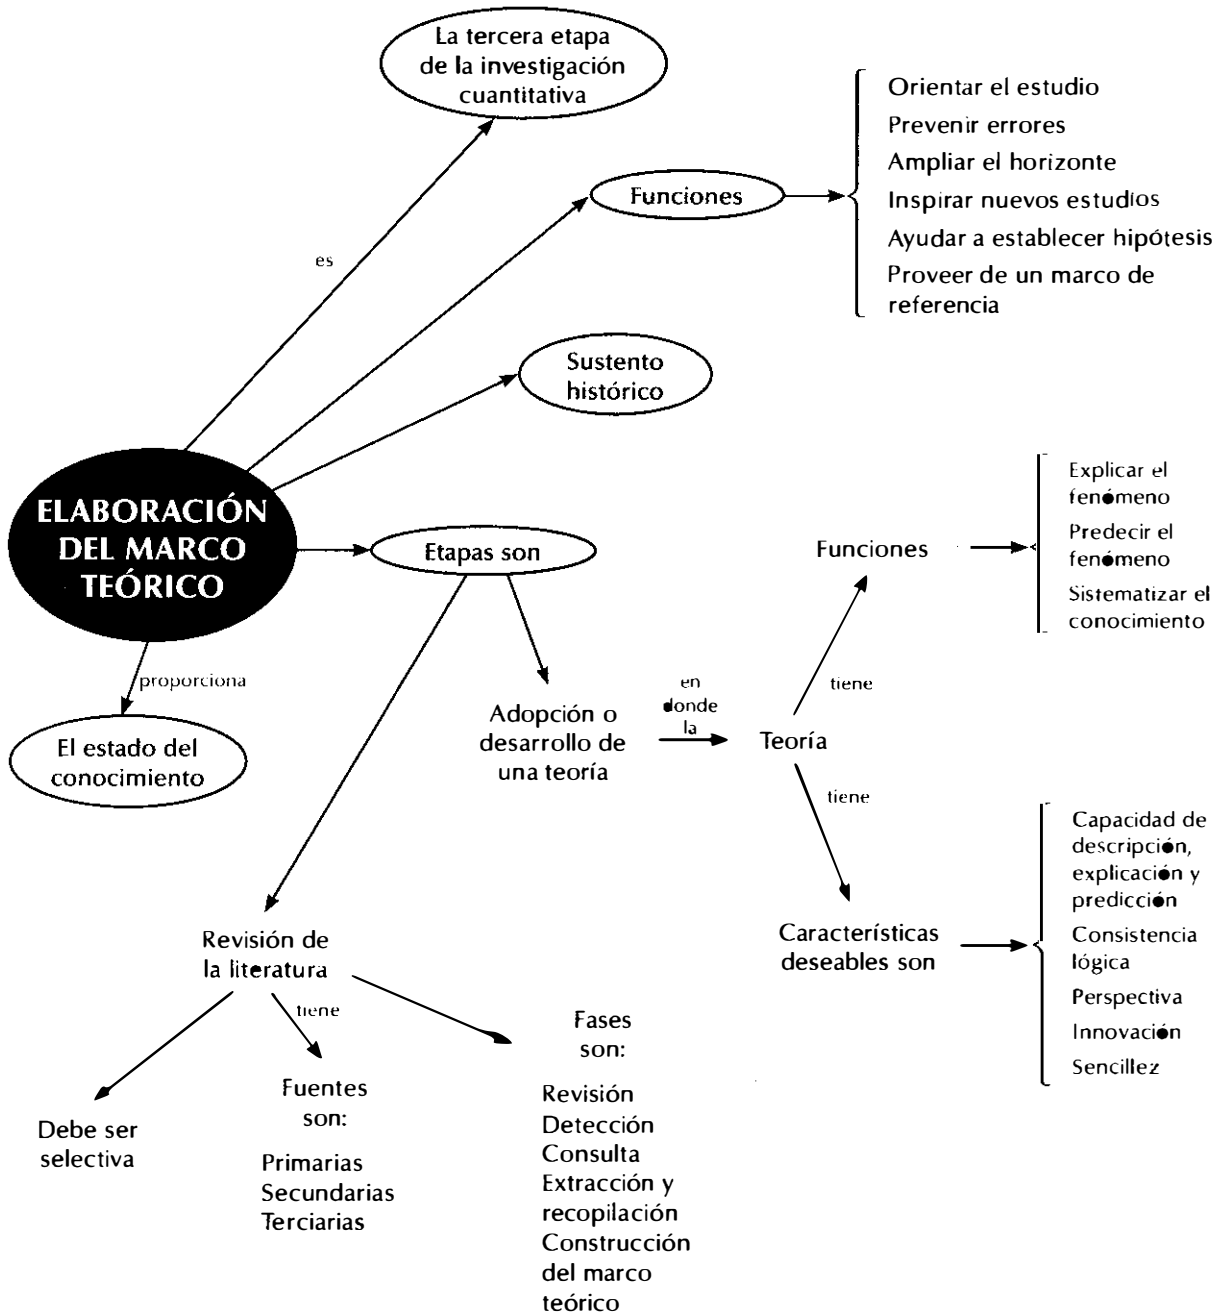 La tercera etapa
de la investigación
cuantitativa
Orientar el estudio
Prevenir errores
Ampliar el horizonte
Inspirar nuevos estudios
Ayudar a establecer hipótesis
Proveer de un marco de
referencia
Funciones
es
Sustento
histórico
ELABORACIÓN
DEL MARCO
TEÓRICO
Etapas son
Funciones
Explicar el
fenómeno
Predecir el
fenómeno
Sistematizar el
conocimiento
proporciona
El estado del
conocimiento
Adopción o
desarrollo de
una teoría
en
donde
la
Teoría
tiene
tiene
Características
deseables son
Capacidad de
descripción,
explicación y
predicción
Consistencia
lógica
Perspectiva
Innovación
Sencillez
Revisión de
la literatura
tiene
Debe ser
selectiva
Fuentes
son:
Primarias
Secundarias
Terciarias
Fases
son:
Revisión
Detección
Consulta
Extracción y
recopilación
Construcción
del marco
teórico